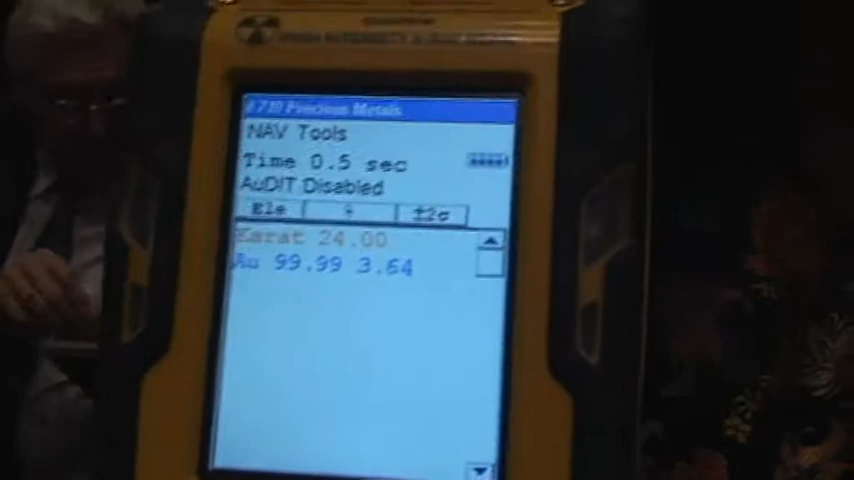 # 719 Precious Metals
NAV Tools
Time 0.5 sec
AuDIT Disabled
Ele % ±2σ
Karat 24.00
Au 99.99 3.64